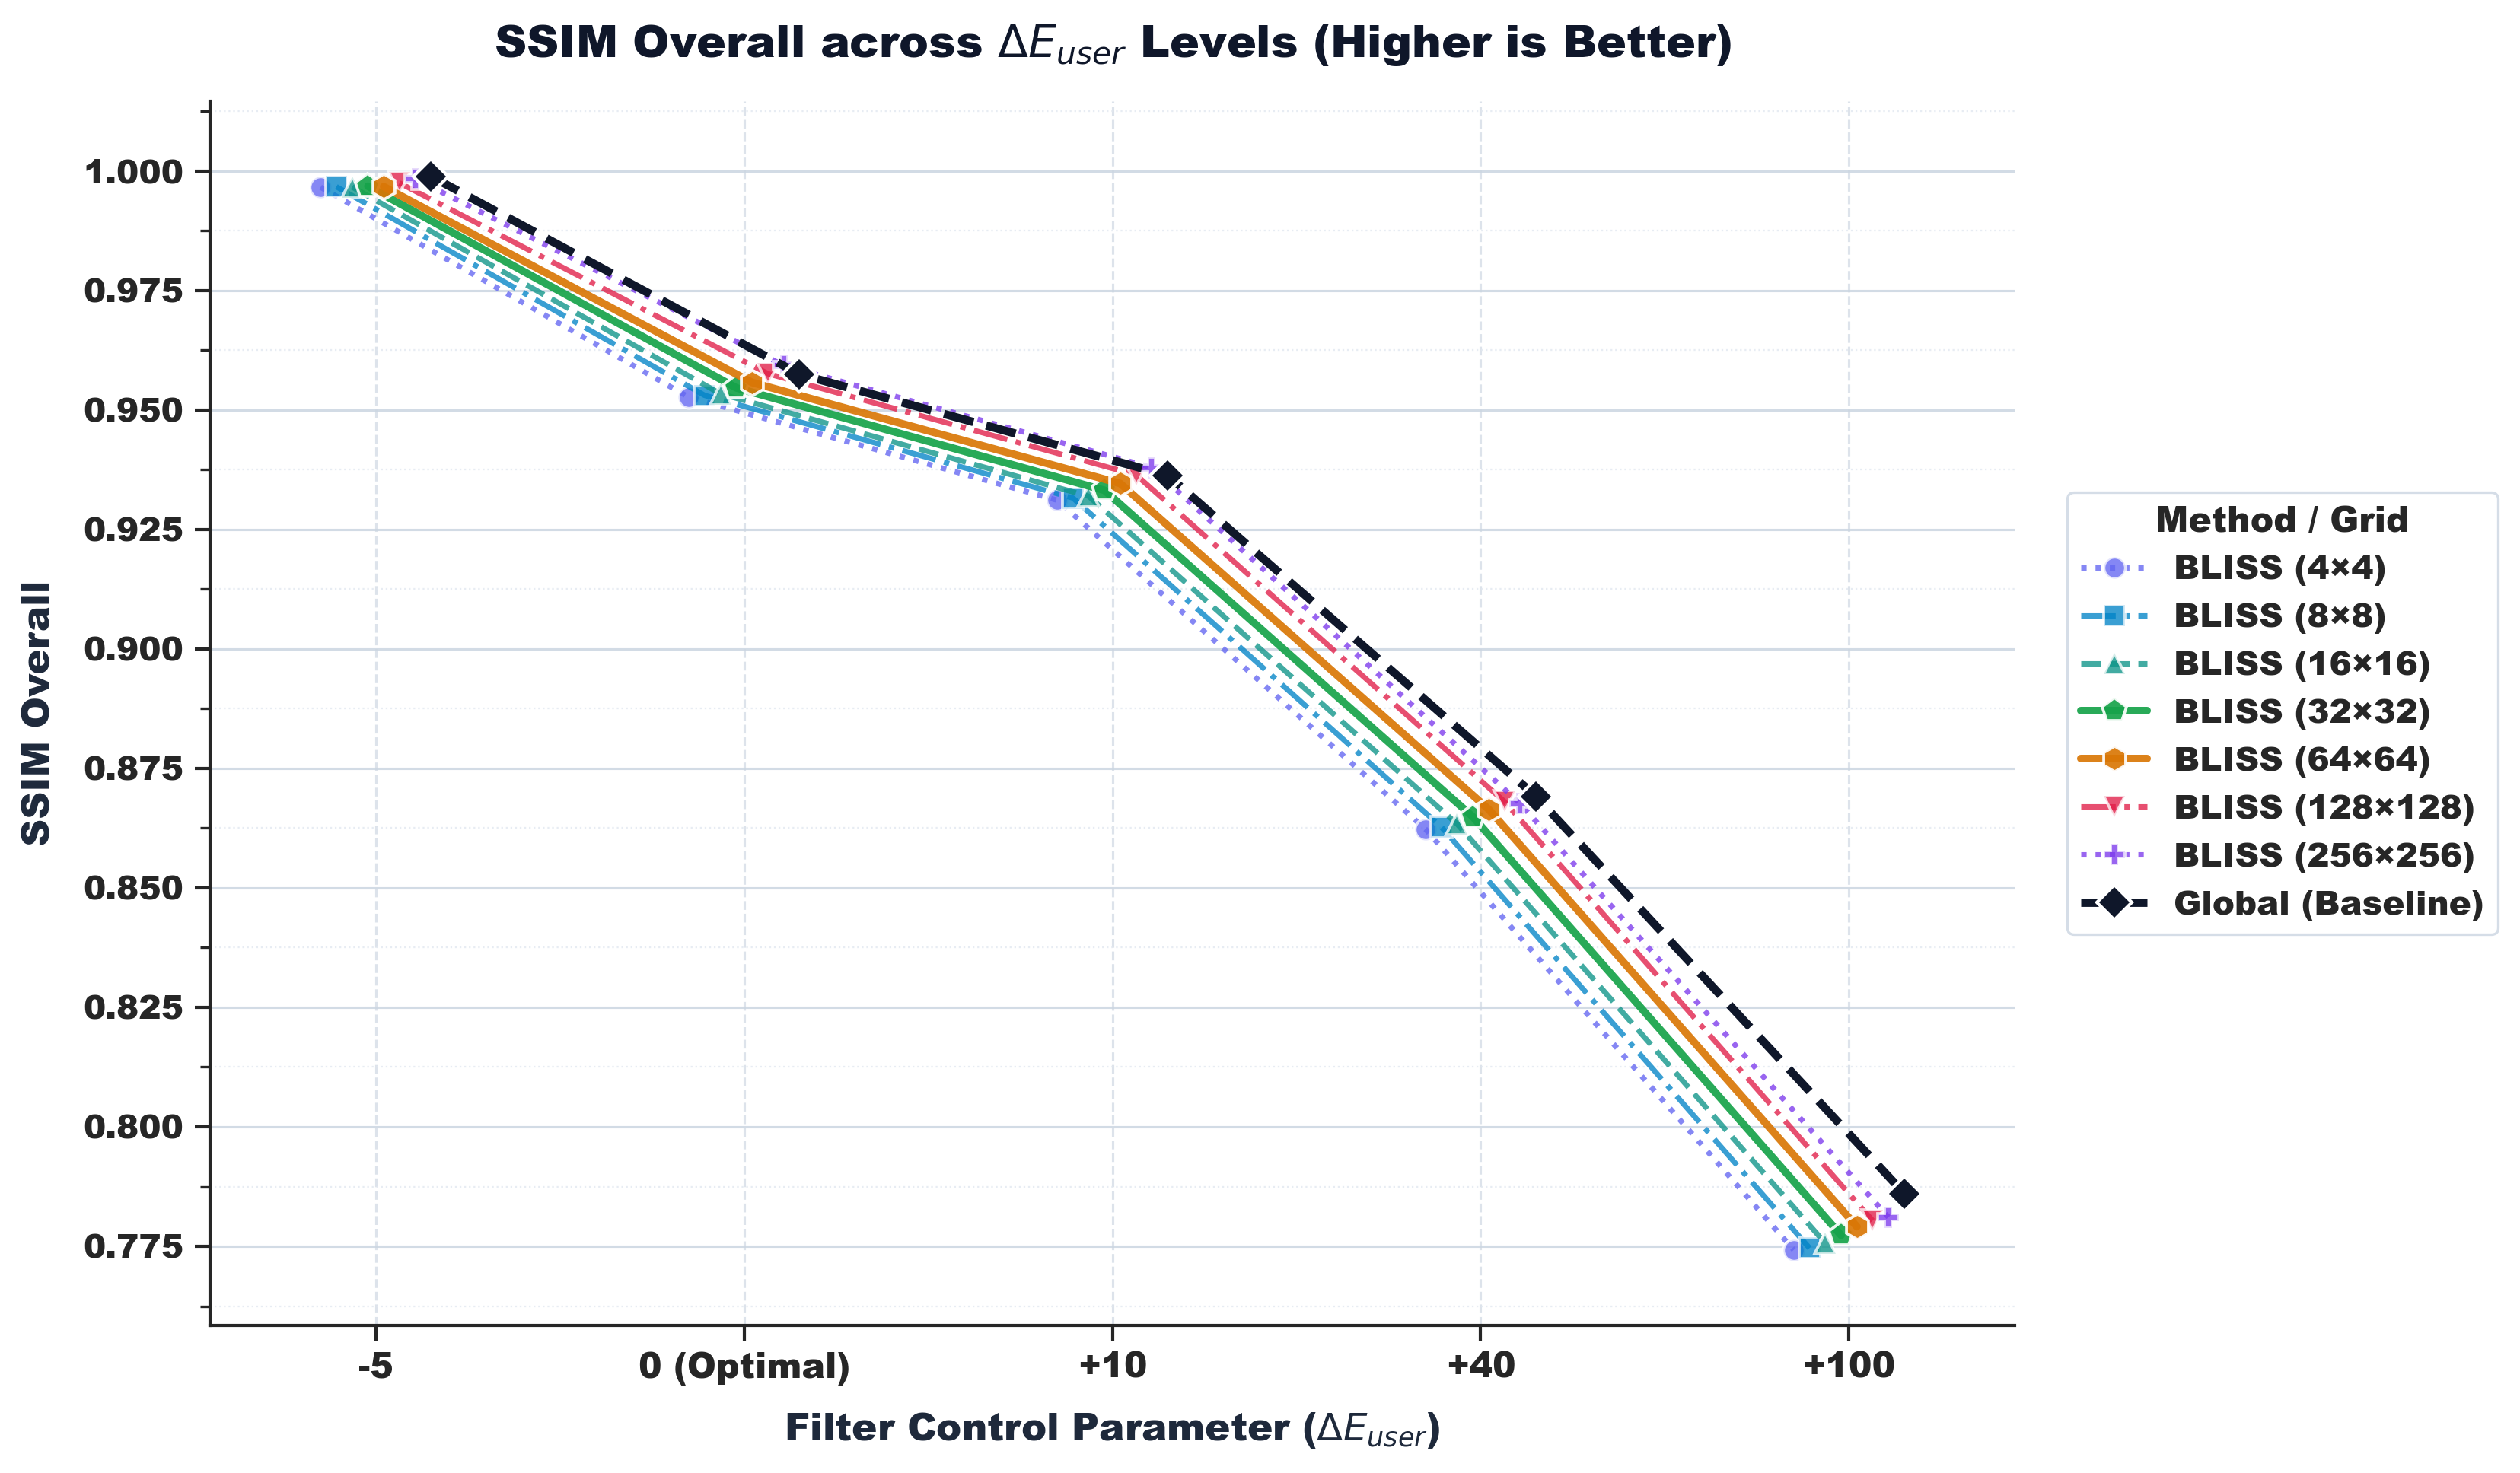 SSIM Overall across ΔE_user Levels (Higher is Better)
SSIM Overall
1.000
0.975
0.950
0.925
0.900
0.875
0.850
0.825
0.800
0.775
-5
0 (Optimal)
+10
+40
+100
Filter Control Parameter (ΔE_user)
Method / Grid
BLISS (4×4)
BLISS (8×8)
BLISS (16×16)
BLISS (32×32)
BLISS (64×64)
BLISS (128×128)
BLISS (256×256)
Global (Baseline)